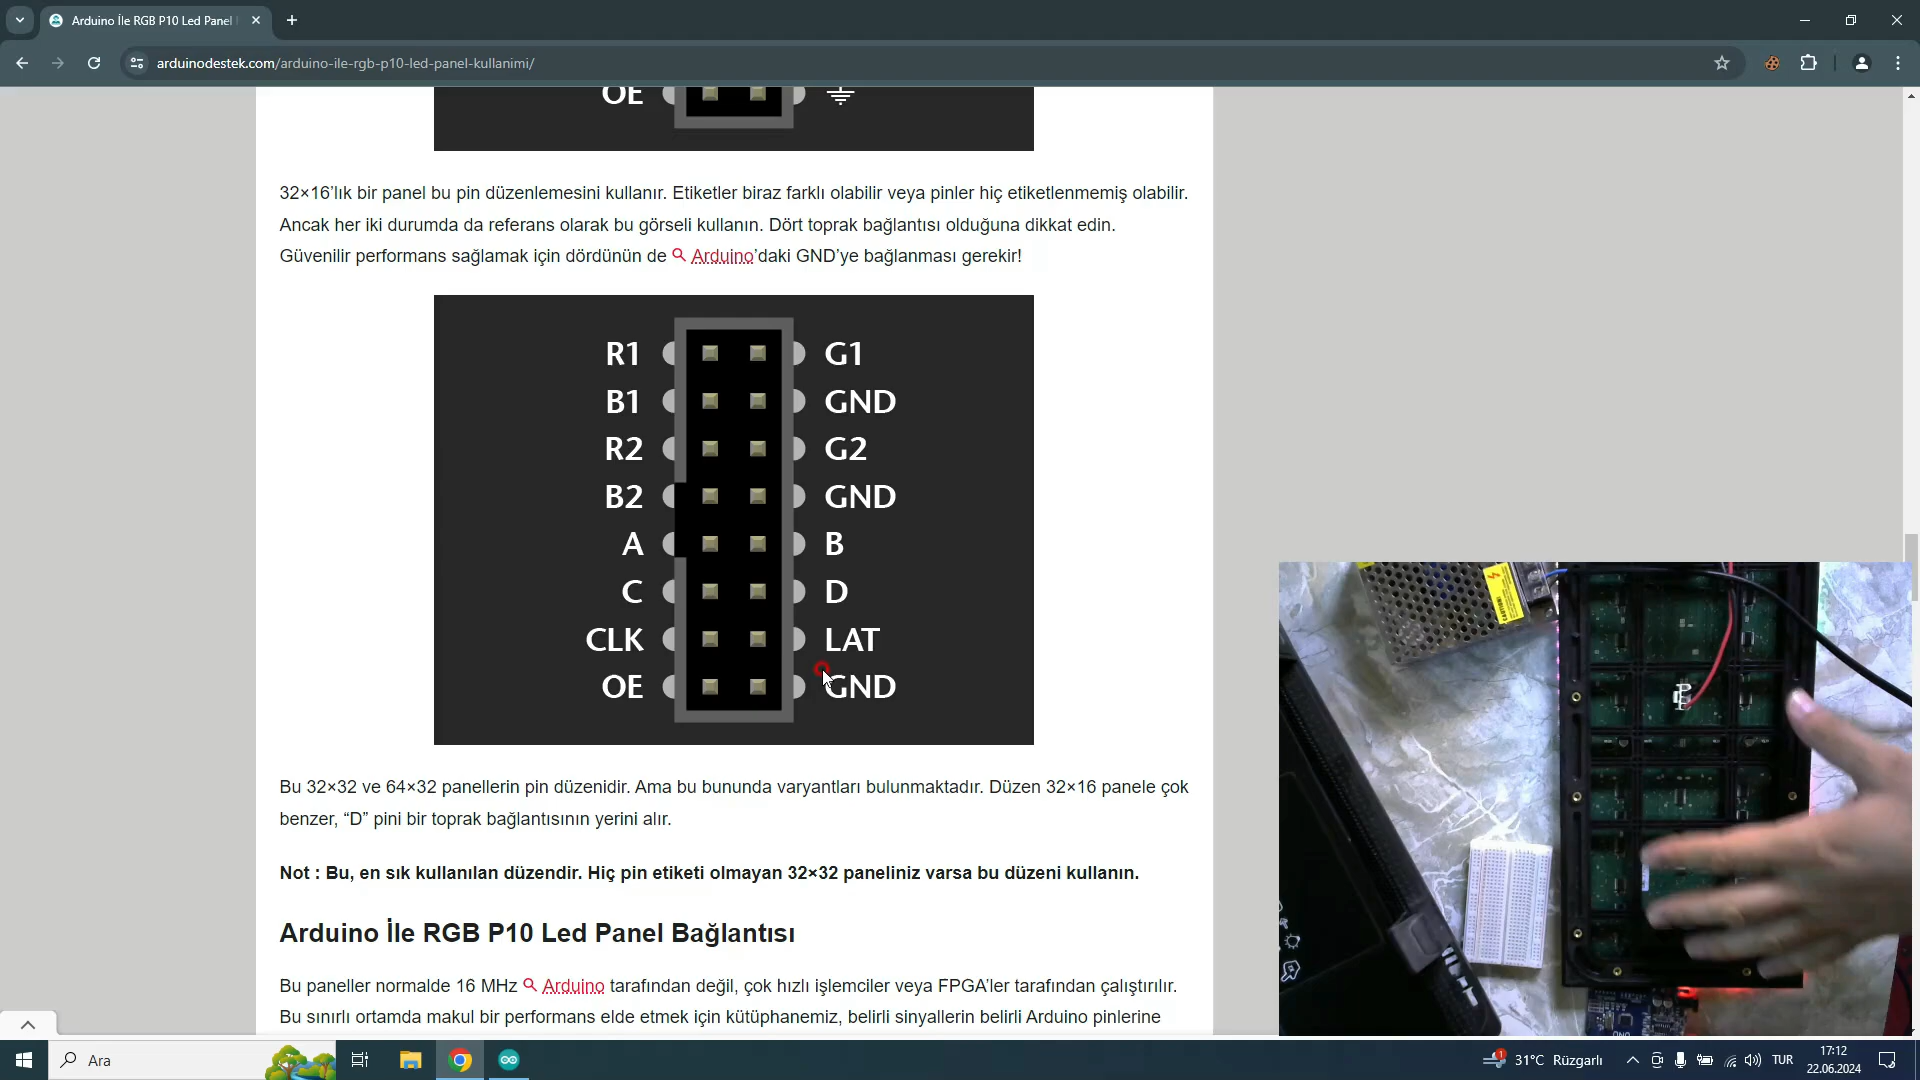 Arduino İle RGB P10 Led Panel
arduinodestek.com/arduino-ile-rgb-p10-led-panel-kullanimi/
OE
32×16’lık bir panel bu pin düzenlemesini kullanır. Etiketler biraz farklı olabilir veya pinler hiç etiketlenmemiş olabilir.
Ancak her iki durumda da referans olarak bu görseli kullanın. Dört toprak bağlantısı olduğuna dikkat edin.
Güvenilir performans sağlamak için dördünün de Arduino’daki GND’ye bağlanması gerekir!
R1 G1
B1 GND
R2 G2
B2 GND
A B
C D
CLK LAT
OE GND
Bu 32×32 ve 64×32 panellerin pin düzenidir. Ama bu bununda varyantları bulunmaktadır. Düzen 32×16 panele çok
benzer, “D” pini bir toprak bağlantısının yerini alır.
Not : Bu, en sık kullanılan düzendir. Hiç pin etiketi olmayan 32×32 paneliniz varsa bu düzeni kullanın.
Arduino İle RGB P10 Led Panel Bağlantısı
Bu paneller normalde 16 MHz Arduino tarafından değil, çok hızlı işlemciler veya FPGA’ler tarafından çalıştırılır.
Bu sınırlı ortamda makul bir performans elde etmek için kütüphanemiz, belirli sinyallerin belirli Arduino pinlerine
Ara
1
31°C Rüzgarlı
TUR
17:12
22.06.2024